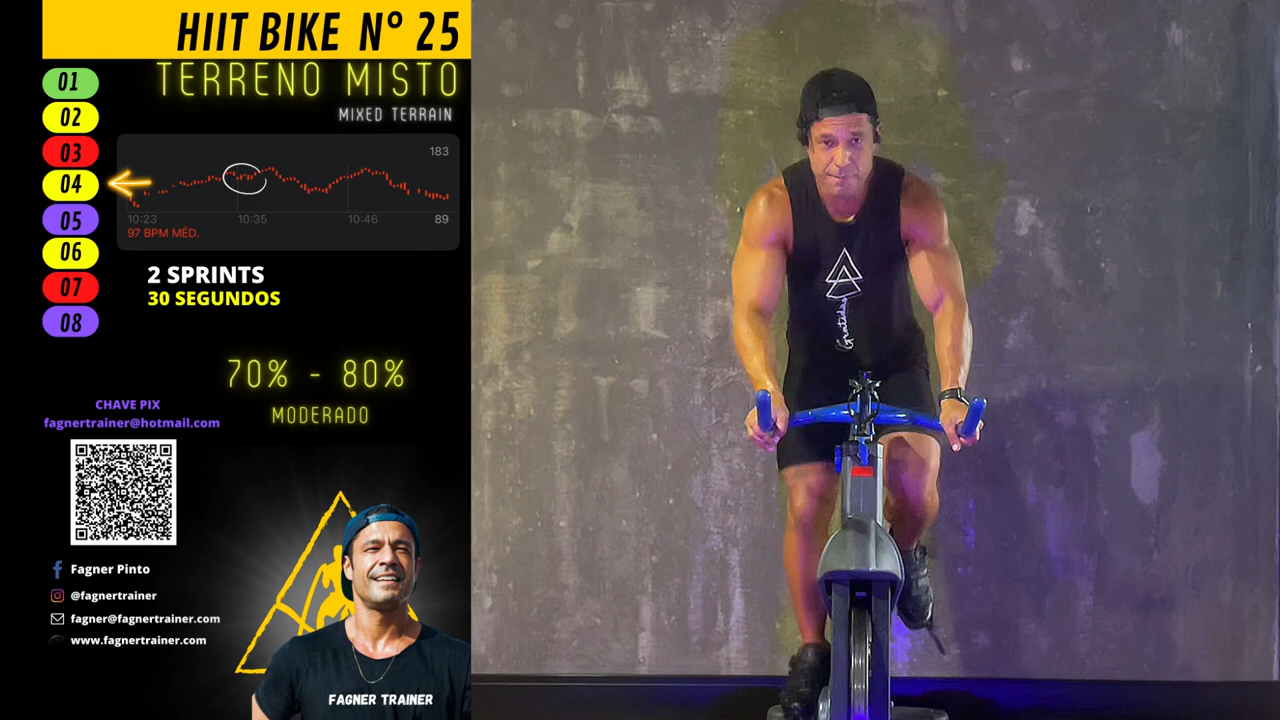 HIIT BIKE Nº 25
TERRENO MISTO
MIXED TERRAIN
01
02
03
04
05
06
07
08
183
10:23
10:35
10:46
89
97 BPM MÉD.
2 SPRINTS
30 SEGUNDOS
70% - 80%
MODERADO
CHAVE PIX
fagnertrainer@hotmail.com
Fagner Pinto
@fagnertrainer
fagner@fagnertrainer.com
www.fagnertrainer.com
FAGNER TRAINER
Gratidão